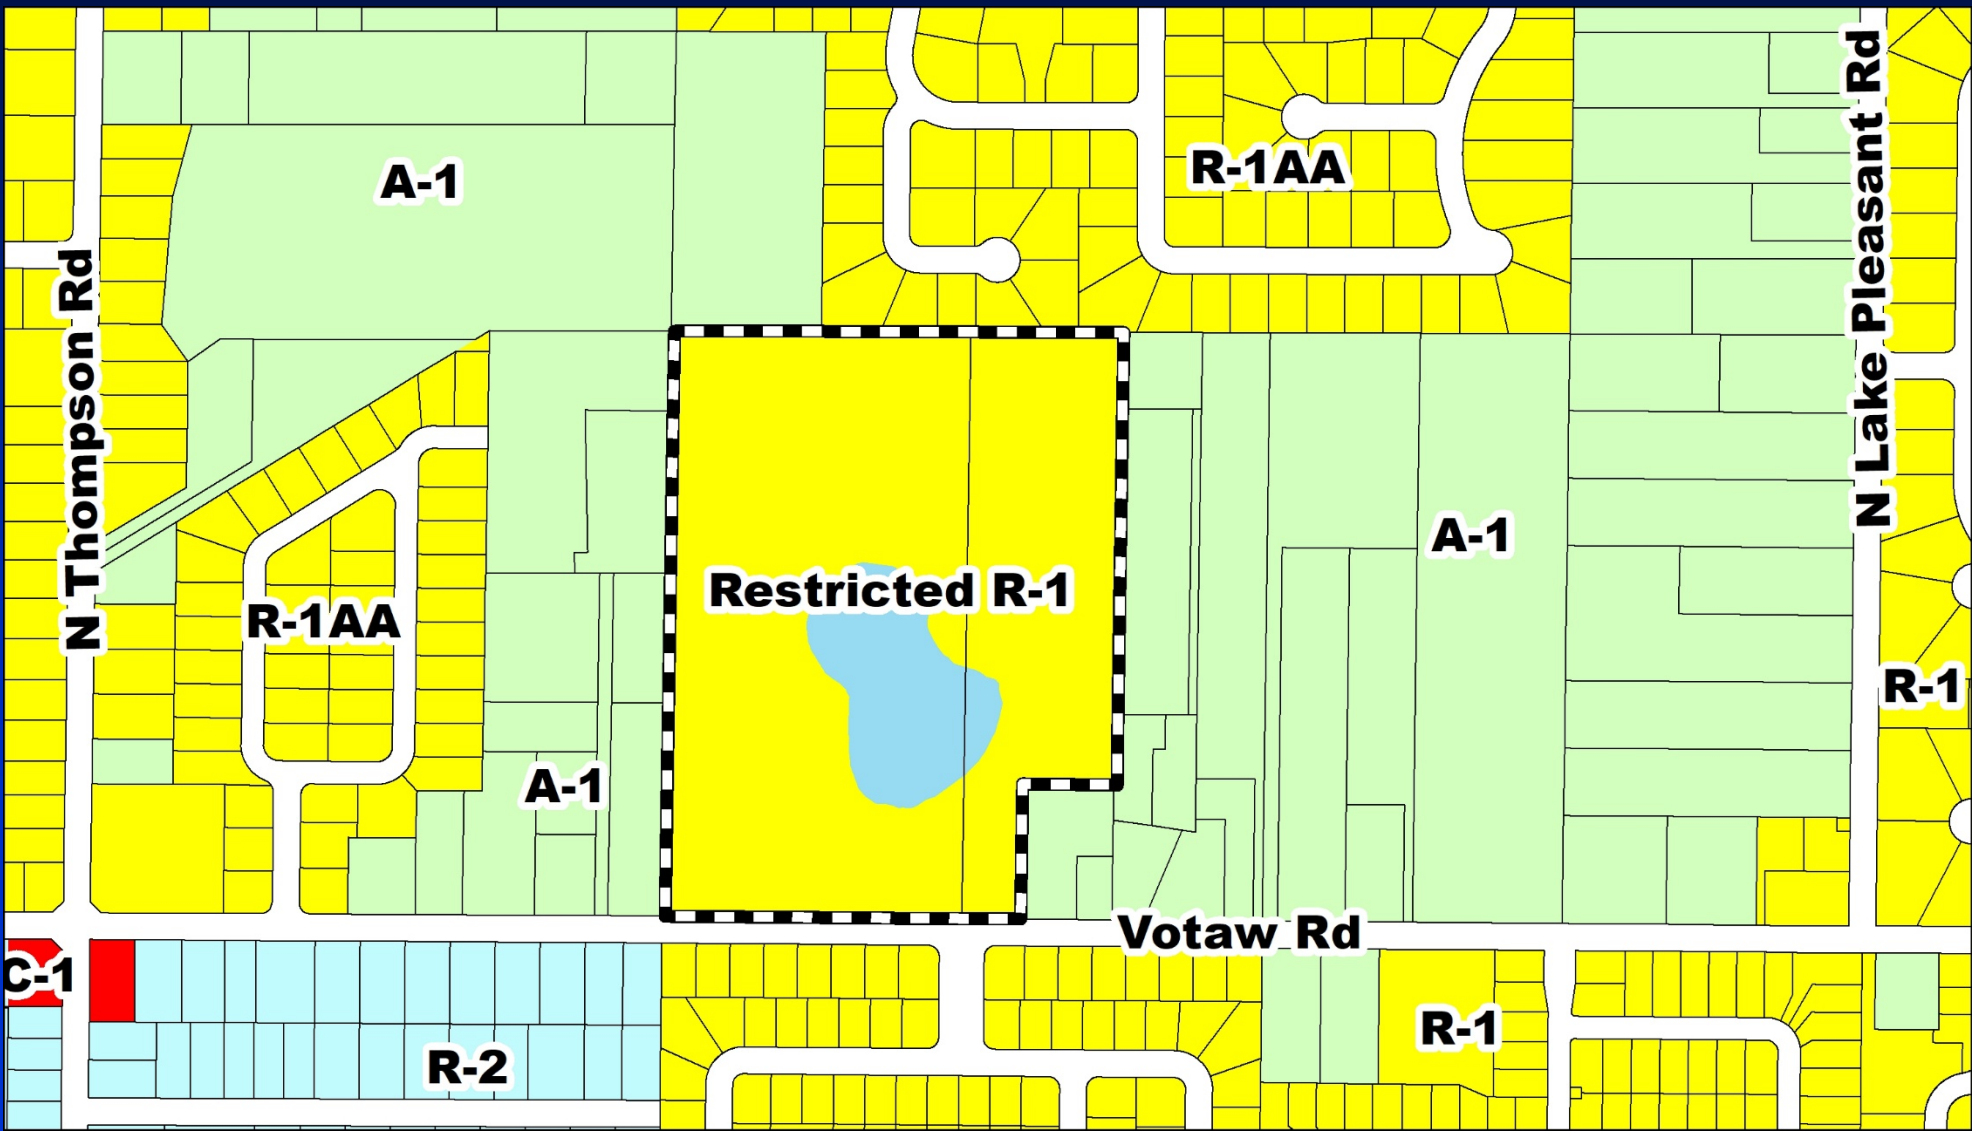 N Lake Pleasant Rd
A-1
R-1AA
N Thompson Rd
A-1
Restricted R-1
R-1AA
R-1
A-1
Votaw Rd
C-1
R-1
R-2